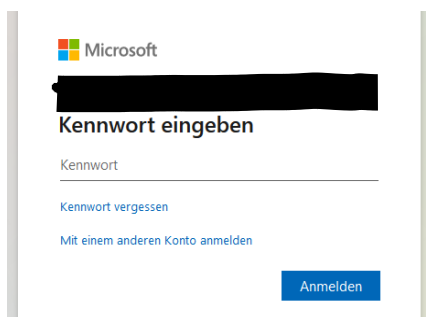 Microsoft
Kennwort eingeben
Kennwort
Kennwort vergessen
Mit einem anderen Konto anmelden
Anmelden